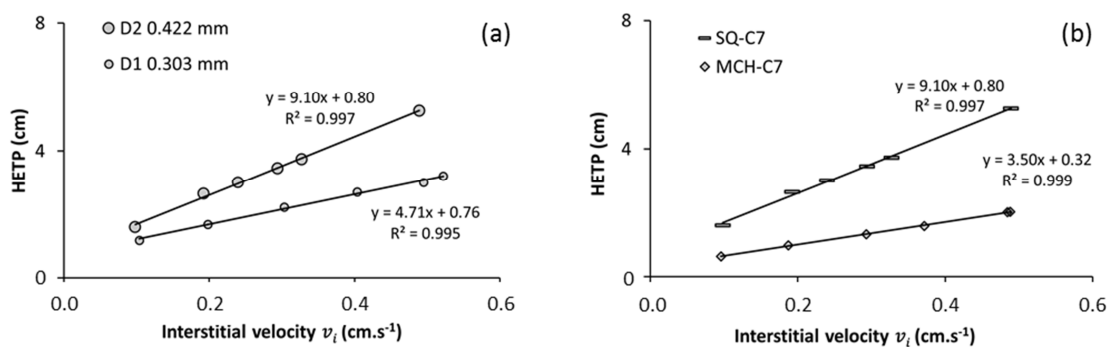 8
(a)
D2 0.422 mm
D1 0.303 mm
y = 9.10x + 0.80
R² = 0.997
HETP (cm)
4
y = 4.71x + 0.76
R² = 0.995
0
0.0
0.2
0.4
0.6
Interstitial velocity vᵢ (cm.s⁻¹)
8
(b)
SQ-C7
MCH-C7
y = 9.10x + 0.80
R² = 0.997
HETP (cm)
4
y = 3.50x + 0.32
R² = 0.999
0
0.0
0.2
0.4
0.6
Interstitial velocity vᵢ (cm.s⁻¹)